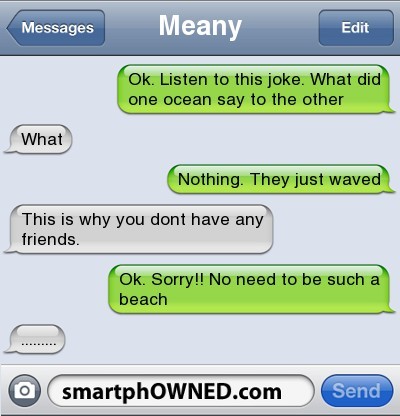 Messages
Meany
Edit
Ok. Listen to this joke. What did
one ocean say to the other
What
Nothing. They just waved
This is why you dont have any
friends.
Ok. Sorry!! No need to be such a
beach
.........
smartphOWNED.com
Send